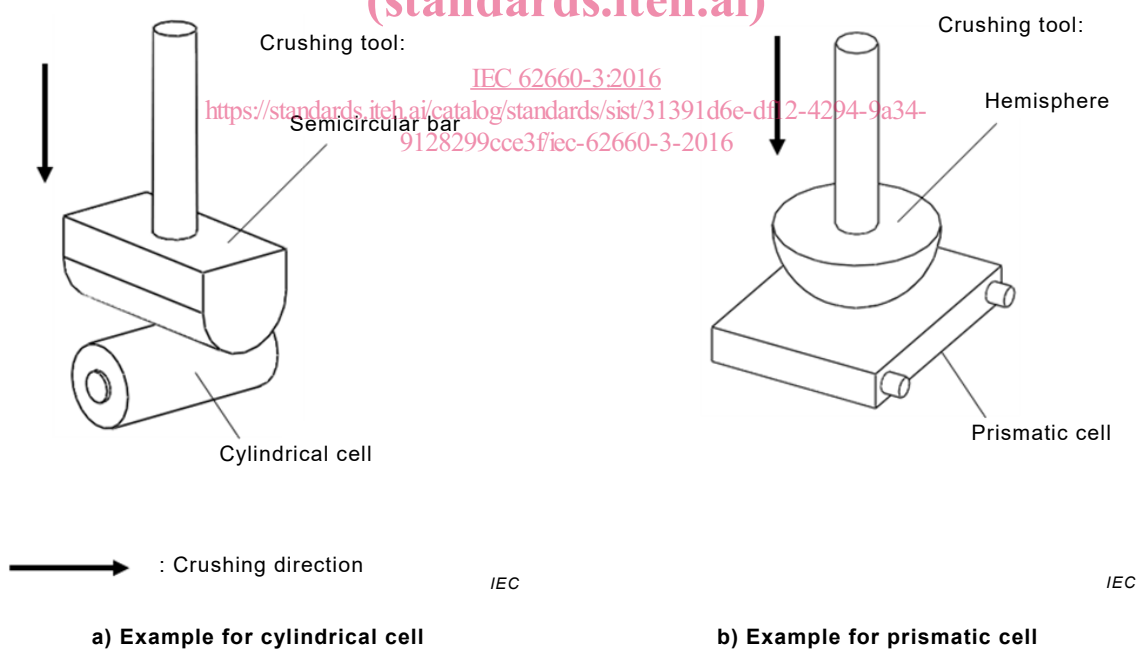 (standards.iteh.ai)
Crushing tool:
Crushing tool:
IEC 62660-3:2016
Hemisphere
https://standards.iteh.ai/catalog/standards/sist/31391d6e-df12-4294-9a34-
Semicircular bar
9128299cce3f/iec-62660-3-2016
Prismatic cell
Cylindrical cell
: Crushing direction
IEC
IEC
a) Example for cylindrical cell
b) Example for prismatic cell